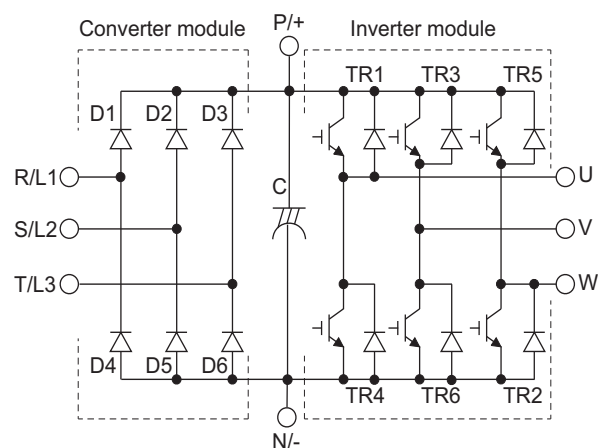 P/+
Converter module
Inverter module
TR1
TR3
TR5
D1
D2
D3
R/L1
C
U
S/L2
V
T/L3
W
D4
D5
D6
TR4
TR6
TR2
N/-